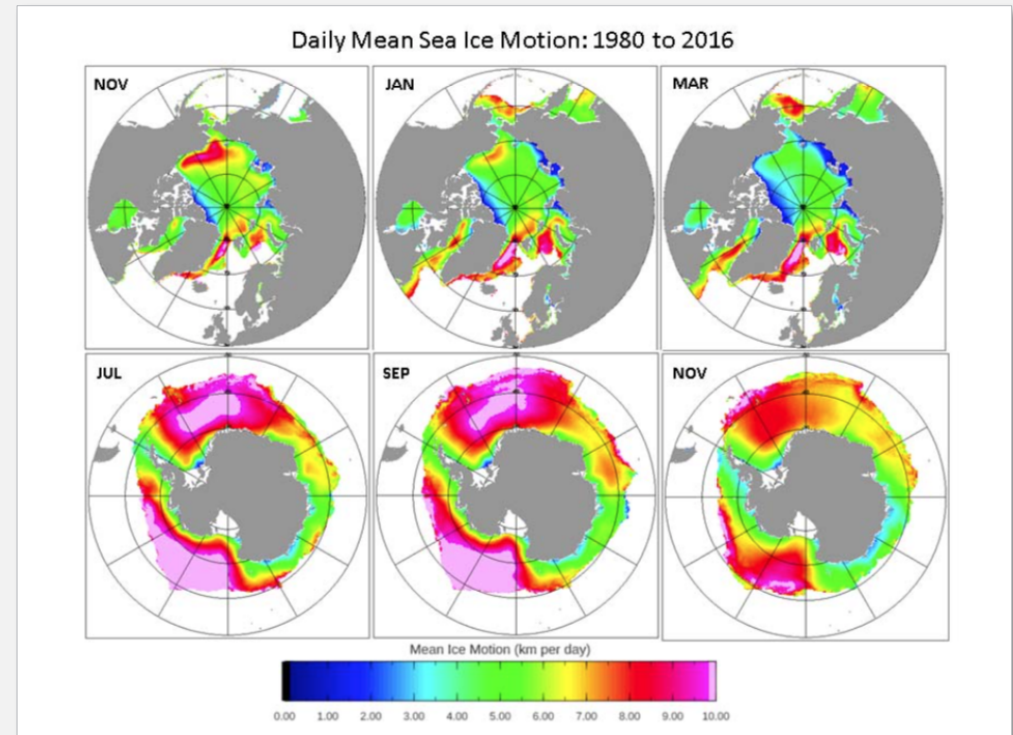 Daily Mean Sea Ice Motion: 1980 to 2016
NOV
JAN
MAR
JUL
SEP
NOV
Mean Ice Motion (km per day)
0.00 1.00 2.00 3.00 4.00 5.00 6.00 7.00 8.00 9.00 10.00